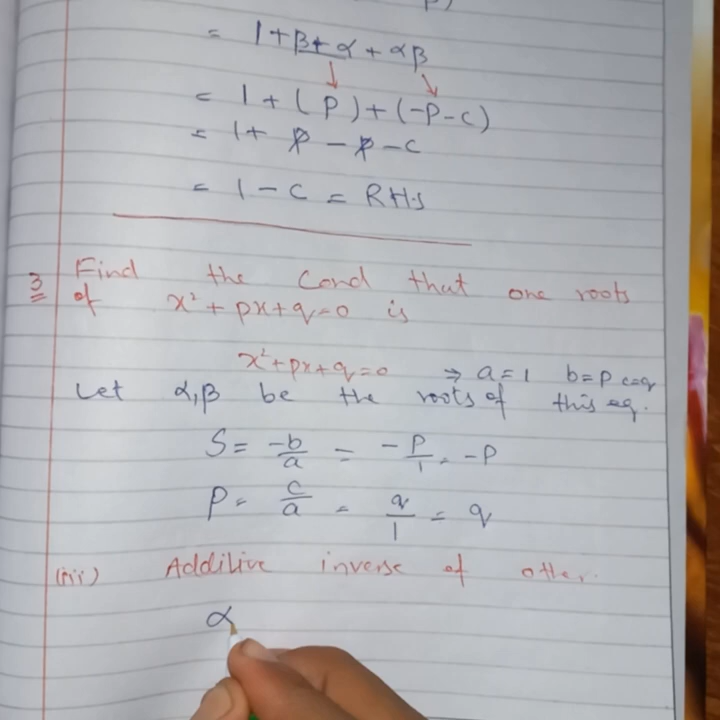 = 1 + β + α + αβ
= 1 + (P) + (-P - c)
= 1 + P - P - c
= 1 - c = RHS
3 Find the Cond that one roots
of x² + px + q = 0 is
x² + px + q = 0 ⇒ a = 1 b = P c = q
Let α, β be the roots of this eq.
S = -b/a = -P/1 = -P
P = c/a = q/1 = q
(iii) Additive inverse of other.
α